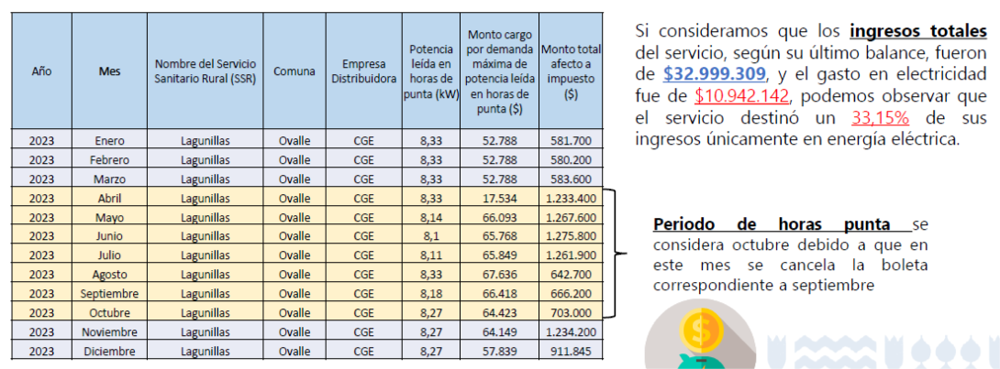 Año Mes Nombre del Servicio Sanitario Rural (SSR) Comuna Empresa Distribuidora Potencia leída en horas de punta (kW) Monto cargo por demanda máxima de potencia leída en horas de punta ($) Monto total afecto a impuesto ($)
2023 Enero Lagunillas Ovalle CGE 8,33 52.788 581.700
2023 Febrero Lagunillas Ovalle CGE 8,33 52.788 580.200
2023 Marzo Lagunillas Ovalle CGE 8,33 52.788 583.600
2023 Abril Lagunillas Ovalle CGE 8,33 17.534 1.233.400
2023 Mayo Lagunillas Ovalle CGE 8,14 66.093 1.267.600
2023 Junio Lagunillas Ovalle CGE 8,1 65.768 1.275.800
2023 Julio Lagunillas Ovalle CGE 8,11 65.849 1.261.900
2023 Agosto Lagunillas Ovalle CGE 8,33 67.636 642.700
2023 Septiembre Lagunillas Ovalle CGE 8,18 66.418 666.200
2023 Octubre Lagunillas Ovalle CGE 8,27 64.423 703.000
2023 Noviembre Lagunillas Ovalle CGE 8,27 64.149 1.234.200
2023 Diciembre Lagunillas Ovalle CGE 8,27 57.839 911.845
Si consideramos que los ingresos totales
del servicio, según su último balance, fueron
de $32.999.309, y el gasto en electricidad
fue de $10.942.142, podemos observar que
el servicio destinó un 33,15% de sus
ingresos únicamente en energía eléctrica.
Periodo de horas punta se
considera octubre debido a que en
este mes se cancela la boleta
correspondiente a septiembre
$